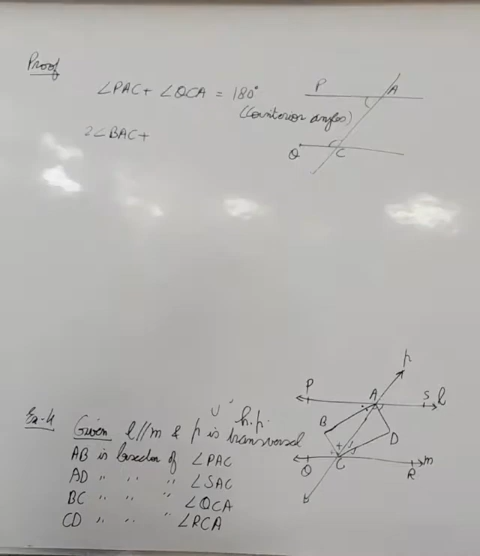 Proof
∠PAC + ∠QCA = 180°
(Cointerior angles)
2∠BAC +
P
A
Q
C
p
P
A
S
l
B
D
Q
C
R
m
h.p.
Ex-4 Given l//m & p is transversal
AB is bisector of ∠PAC
AD " " " ∠SAC
BC " " " ∠QCA
CD " " " ∠RCA